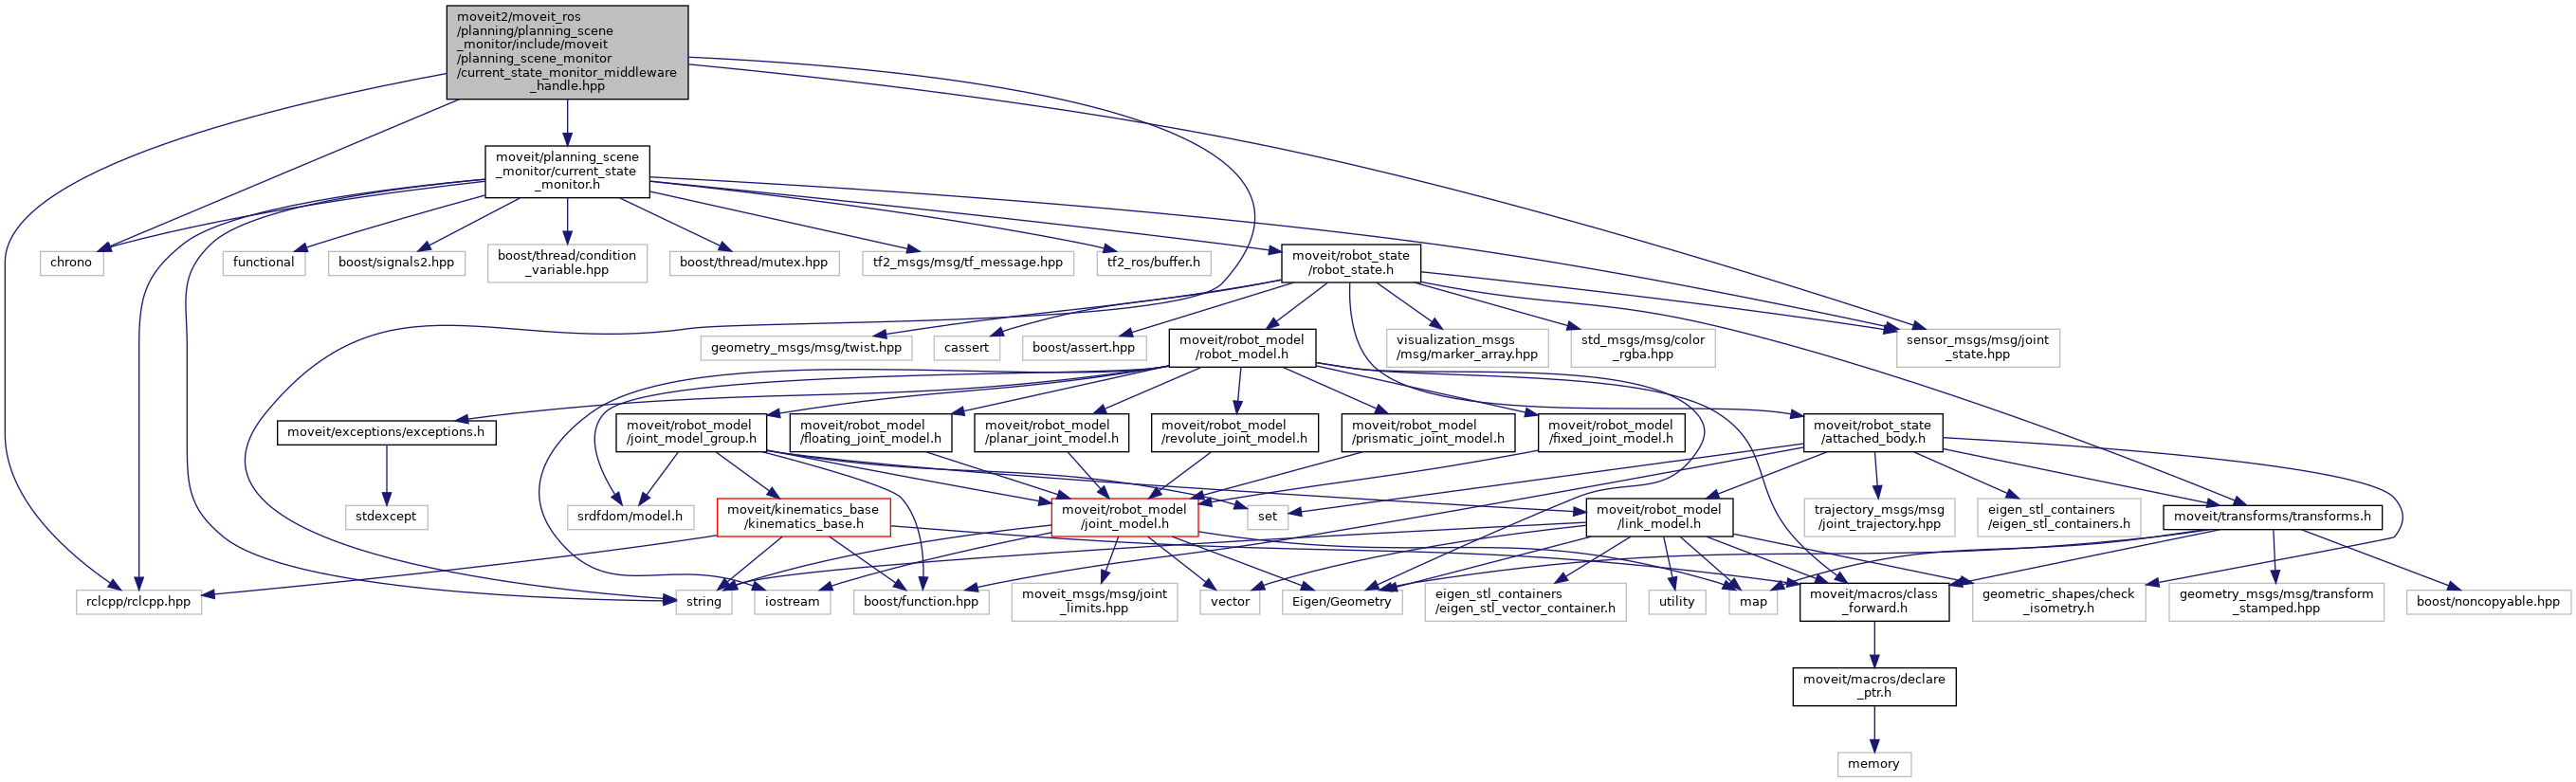 moveit2/moveit_ros
/planning/planning_scene
_monitor/include/moveit
/planning_scene_monitor
/current_state_monitor_middleware
_handle.hpp
moveit/planning_scene
_monitor/current_state
_monitor.h
chrono
functional
boost/signals2.hpp
boost/thread/condition
_variable.hpp
boost/thread/mutex.hpp
tf2_msgs/msg/tf_message.hpp
tf2_ros/buffer.h
moveit/robot_state
/robot_state.h
geometry_msgs/msg/twist.hpp
cassert
boost/assert.hpp
moveit/robot_model
/robot_model.h
visualization_msgs
/msg/marker_array.hpp
std_msgs/msg/color
_rgba.hpp
sensor_msgs/msg/joint
_state.hpp
moveit/exceptions/exceptions.h
moveit/robot_model
/joint_model_group.h
moveit/robot_model
/floating_joint_model.h
moveit/robot_model
/planar_joint_model.h
moveit/robot_model
/revolute_joint_model.h
moveit/robot_model
/prismatic_joint_model.h
moveit/robot_model
/fixed_joint_model.h
moveit/robot_state
/attached_body.h
stdexcept
srdfdom/model.h
moveit/kinematics_base
/kinematics_base.h
moveit/robot_model
/joint_model.h
set
moveit/robot_model
/link_model.h
trajectory_msgs/msg
/joint_trajectory.hpp
eigen_stl_containers
/eigen_stl_containers.h
moveit/transforms/transforms.h
rclcpp/rclcpp.hpp
string
iostream
boost/function.hpp
moveit_msgs/msg/joint
_limits.hpp
vector
Eigen/Geometry
eigen_stl_containers
/eigen_stl_vector_container.h
utility
map
moveit/macros/class
_forward.h
geometric_shapes/check
_isometry.h
geometry_msgs/msg/transform
_stamped.hpp
boost/noncopyable.hpp
moveit/macros/declare
_ptr.h
memory